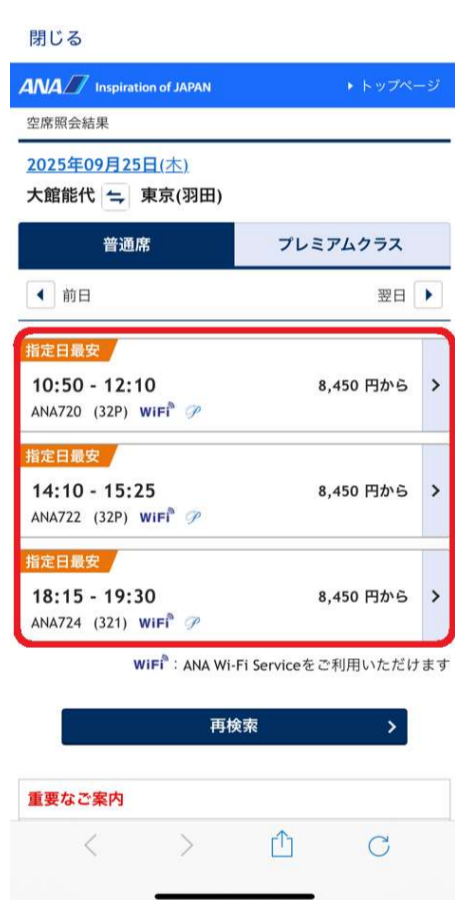 閉じる
ANA Inspiration of JAPAN トップページ
空席照会結果
2025年09月25日(木)
大館能代 東京(羽田)
普通席 プレミアムクラス
前日 翌日
指定日最安
10:50 - 12:10 8,450 円から
ANA720 (32P) WiFi P
指定日最安
14:10 - 15:25 8,450 円から
ANA722 (32P) WiFi P
指定日最安
18:15 - 19:30 8,450 円から
ANA724 (321) WiFi P
WiFi : ANA Wi-Fi Serviceをご利用いただけます
再検索
重要なご案内